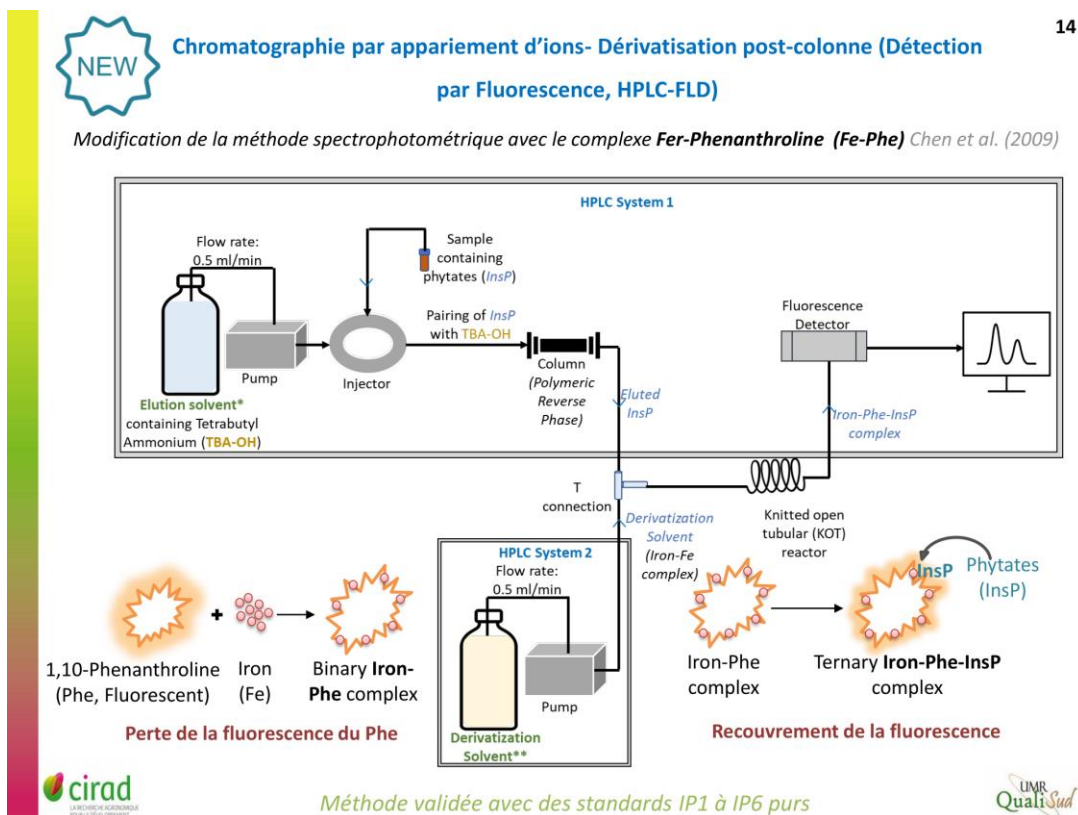 14
NEW
Chromatographie par appariement d'ions- Dérivatisation post-colonne (Détection
par Fluorescence, HPLC-FLD)
Modification de la méthode spectrophotométrique avec le complexe Fer-Phenanthroline (Fe-Phe) Chen et al. (2009)
HPLC System 1
Flow rate:
0.5 ml/min
Sample
containing
phytates (InsP)
Pairing of InsP
with TBA-OH
Fluorescence
Detector
Pump
Injector
Column
(Polymeric
Reverse
Phase)
Elution solvent*
containing Tetrabutyl
Ammonium (TBA-OH)
Eluted
InsP
Iron-Phe-InsP
complex
T
connection
Knitted open
tubular (KOT)
reactor
Derivatization
Solvent
(Iron-Fe
complex)
HPLC System 2
Flow rate:
0.5 ml/min
Pump
Derivatization
Solvent**
+
1,10-Phenanthroline
(Phe, Fluorescent)
Iron
(Fe)
Binary Iron-
Phe complex
Perte de la fluorescence du Phe
InsP
Phytates
(InsP)
Iron-Phe
complex
Ternary Iron-Phe-InsP
complex
Recouvrement de la fluorescence
cirad
LA RECHERCHE AGRONOMIQUE
POUR LE DÉVELOPPEMENT
Méthode validée avec des standards IP1 à IP6 purs
UMR
QualiSud